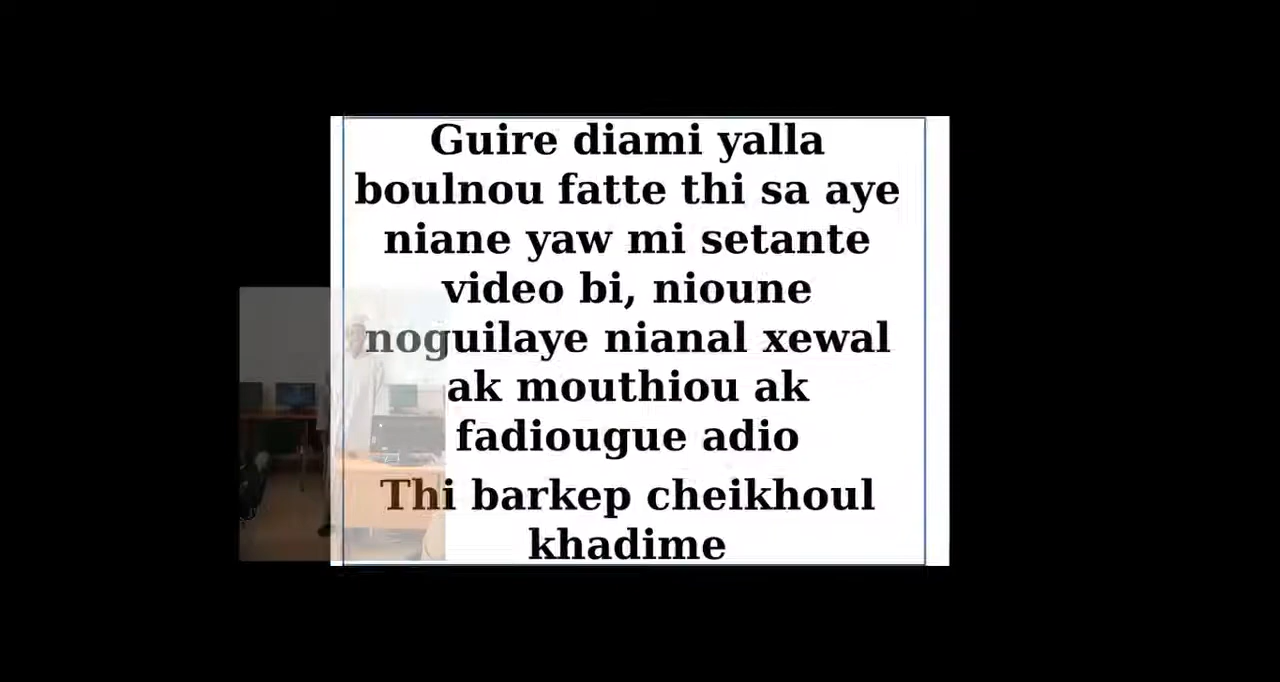 Guire diami yalla
boulnou fatte thi sa aye
niane yaw mi setante
video bi, nioune
noguilaye nianal xewal
ak mouthiou ak
fadiougue adio
Thi barkep cheikhoul
khadime